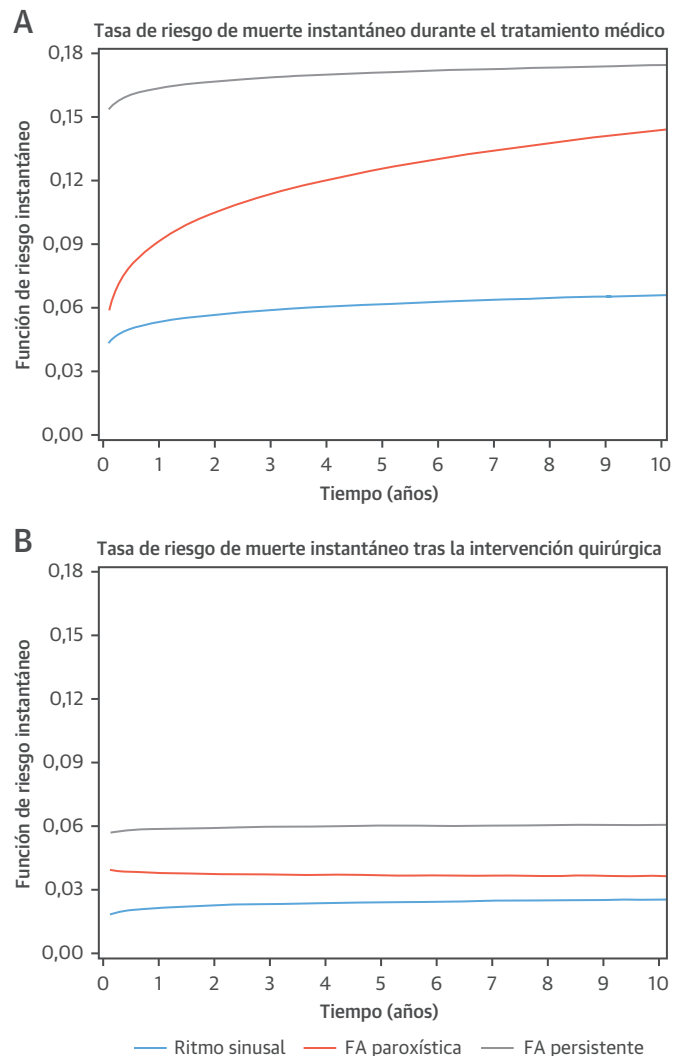 A
Tasa de riesgo de muerte instantáneo durante el tratamiento médico
Función de riesgo instantáneo
0,18
0,15
0,12
0,09
0,06
0,03
0,00
0 1 2 3 4 5 6 7 8 9 10
Tiempo (años)
B
Tasa de riesgo de muerte instantáneo tras la intervención quirúrgica
Función de riesgo instantáneo
0,18
0,15
0,12
0,09
0,06
0,03
0,00
0 1 2 3 4 5 6 7 8 9 10
Tiempo (años)
Ritmo sinusal FA paroxística FA persistente